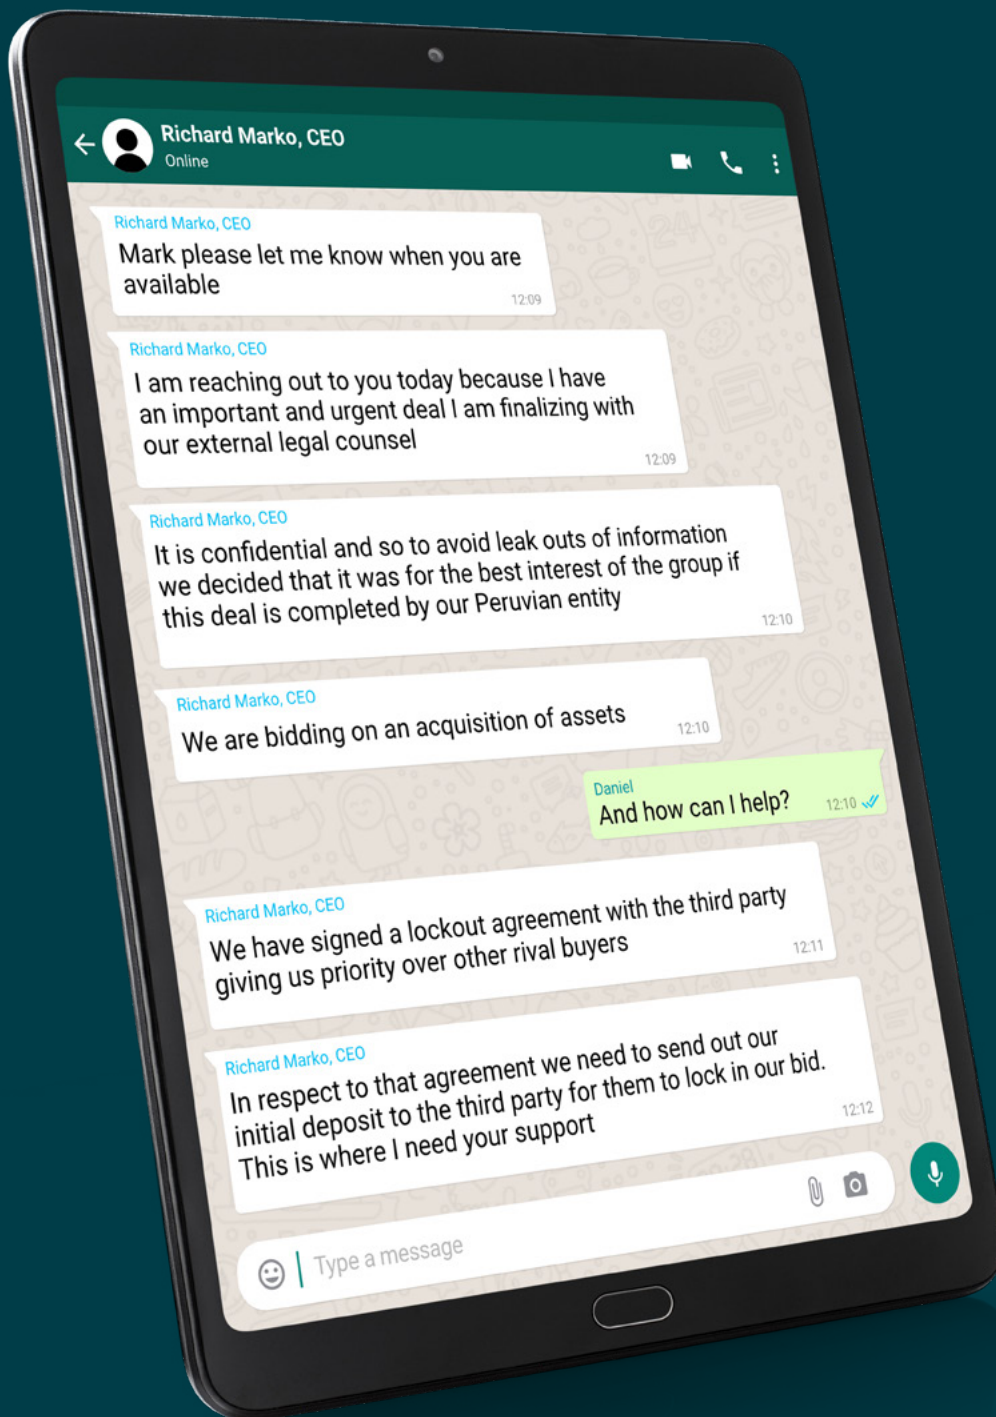 Richard Marko, CEO
Online
Richard Marko, CEO
Mark please let me know when you are
available
12:09
Richard Marko, CEO
I am reaching out to you today because I have
an important and urgent deal I am finalizing with
our external legal counsel
12:09
Richard Marko, CEO
It is confidential and so to avoid leak outs of information
we decided that it was for the best interest of the group if
this deal is completed by our Peruvian entity
12:10
Richard Marko, CEO
We are bidding on an acquisition of assets
12:10
Daniel
And how can I help?
12:10
Richard Marko, CEO
We have signed a lockout agreement with the third party
giving us priority over other rival buyers
12:11
Richard Marko, CEO
In respect to that agreement we need to send out our
initial deposit to the third party for them to lock in our bid.
This is where I need your support
12:12
Type a message